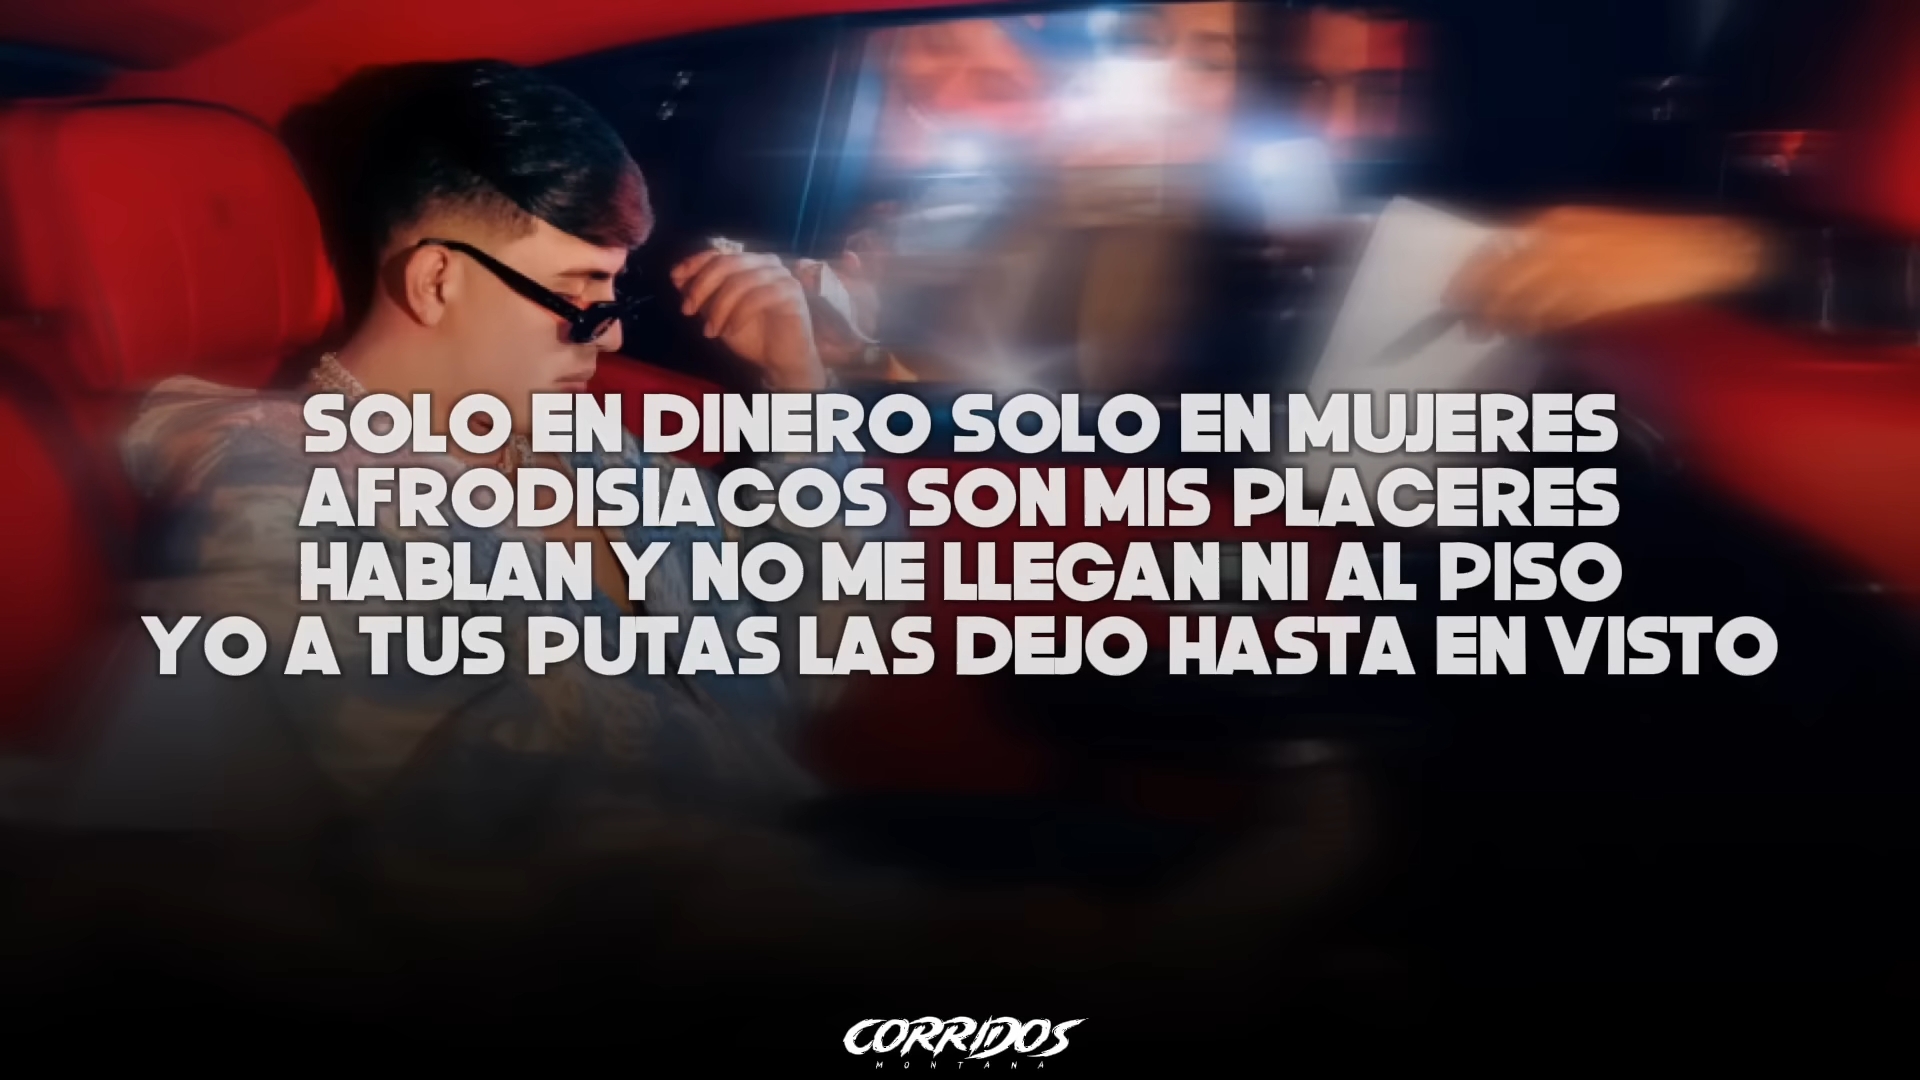 SOLO EN DINERO SOLO EN MUJERES
AFRODISIACOS SON MIS PLACERES
HABLAN Y NO ME LLEGAN NI AL PISO
YO A TUS PUTAS LAS DEJO HASTA EN VISTO
CORRIDOS
MONTANA